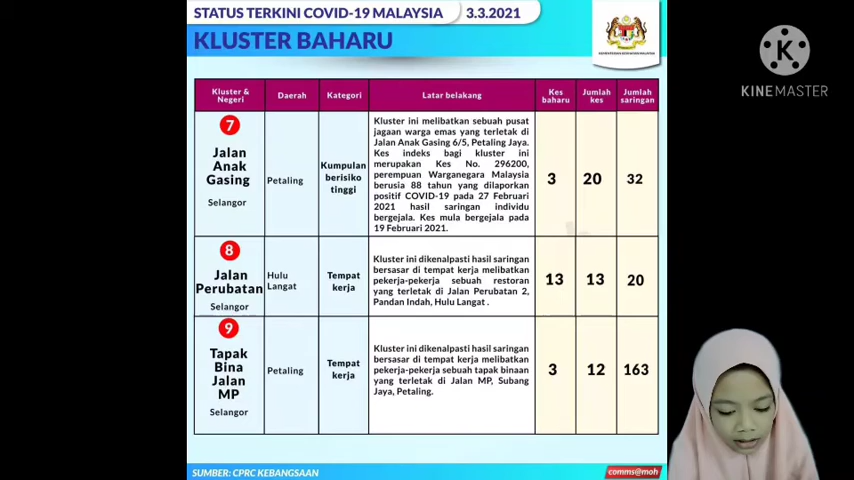 STATUS TERKINI COVID-19 MALAYSIA 3.3.2021
KLUSTER BAHARU
KINEMASTER
Kluster & Negeri Daerah Kategori Latar belakang Kes baharu Jumlah kes Jumlah saringan
7
Jalan
Anak
Gasing
Selangor
Petaling
Kumpulan
berisiko
tinggi
Kluster ini melibatkan sebuah pusat
jagaan warga emas yang terletak di
Jalan Anak Gasing 6/5, Petaling Jaya.
Kes indeks bagi kluster ini
merupakan Kes No. 296200,
perempuan Warganegara Malaysia
berusia 88 tahun yang dilaporkan
positif COVID-19 pada 27 Februari
2021 hasil saringan individu
bergejala. Kes mula bergejala pada
19 Februari 2021.
3 20 32
8
Jalan
Perubatan
Selangor
Hulu
Langat
Tempat
kerja
Kluster ini dikenalpasti hasil saringan
bersasar di tempat kerja melibatkan
pekerja-pekerja sebuah restoran
yang terletak di Jalan Perubatan 2,
Pandan Indah, Hulu Langat .
13 13 20
9
Tapak
Bina
Jalan
MP
Selangor
Petaling
Tempat
kerja
Kluster ini dikenalpasti hasil saringan
bersasar di tempat kerja melibatkan
pekerja-pekerja sebuah tapak binaan
yang terletak di Jalan MP, Subang
Jaya, Petaling.
3 12 163
SUMBER: CPRC KEBANGSAAN
comms@moh